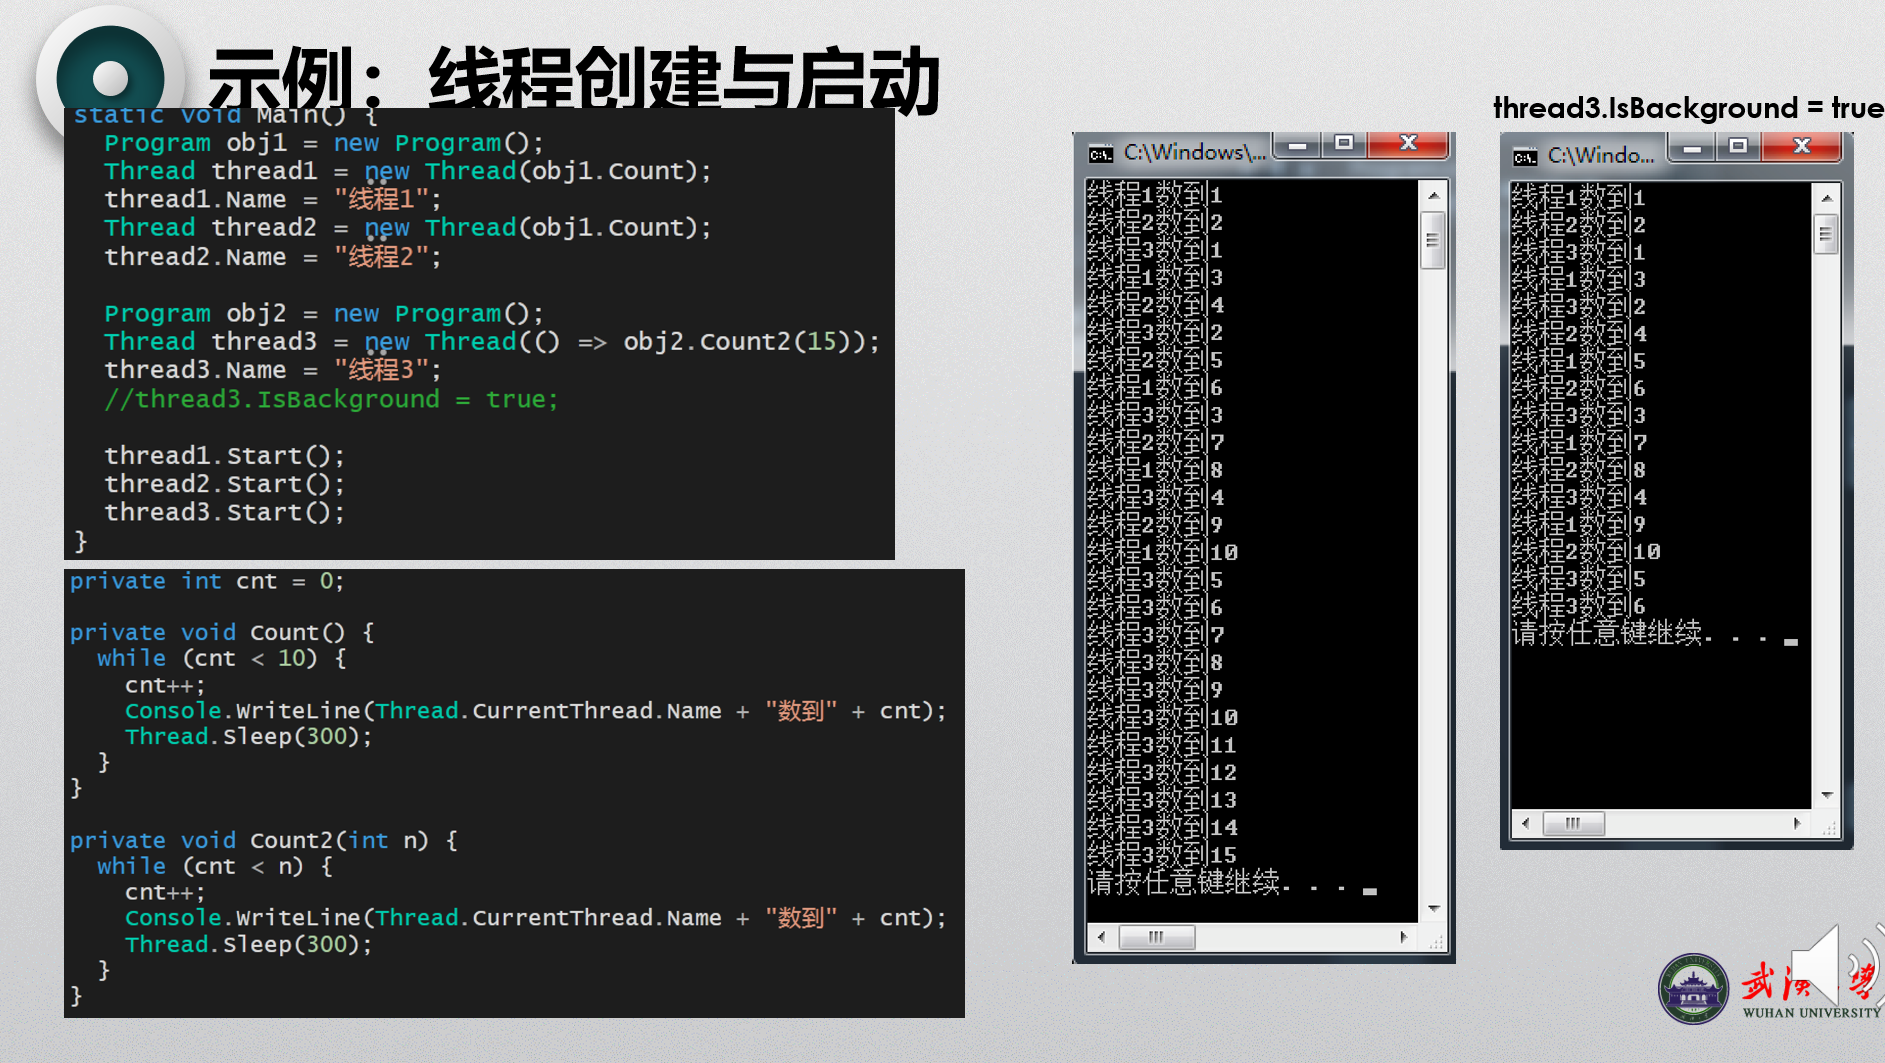 示例：线程创建与启动
static void Main() {
Program obj1 = new Program();
Thread thread1 = new Thread(obj1.Count);
thread1.Name = "线程1";
Thread thread2 = new Thread(obj1.Count);
thread2.Name = "线程2";
Program obj2 = new Program();
Thread thread3 = new Thread(() => obj2.Count2(15));
thread3.Name = "线程3";
//thread3.IsBackground = true;
thread1.Start();
thread2.Start();
thread3.Start();
}
private int cnt = 0;
private void Count() {
while (cnt < 10) {
cnt++;
Console.WriteLine(Thread.CurrentThread.Name + "数到" + cnt);
Thread.Sleep(300);
}
}
private void Count2(int n) {
while (cnt < n) {
cnt++;
Console.WriteLine(Thread.CurrentThread.Name + "数到" + cnt);
Thread.Sleep(300);
}
}
C:\Windows\...
线程1数到1
线程2数到2
线程3数到1
线程1数到3
线程2数到4
线程3数到2
线程2数到5
线程1数到6
线程3数到3
线程2数到7
线程1数到8
线程3数到4
线程2数到9
线程1数到10
线程3数到5
线程3数到6
线程3数到7
线程3数到8
线程3数到9
线程3数到10
线程3数到11
线程3数到12
线程3数到13
线程3数到14
线程3数到15
请按任意键继续. . .
thread3.IsBackground = true
C:\Windo...
线程1数到1
线程2数到2
线程3数到1
线程1数到3
线程3数到2
线程2数到4
线程1数到5
线程2数到6
线程3数到3
线程1数到7
线程2数到8
线程3数到4
线程1数到9
线程2数到10
线程3数到5
线程3数到6
请按任意键继续. . .
WUHAN UNIVERSITY